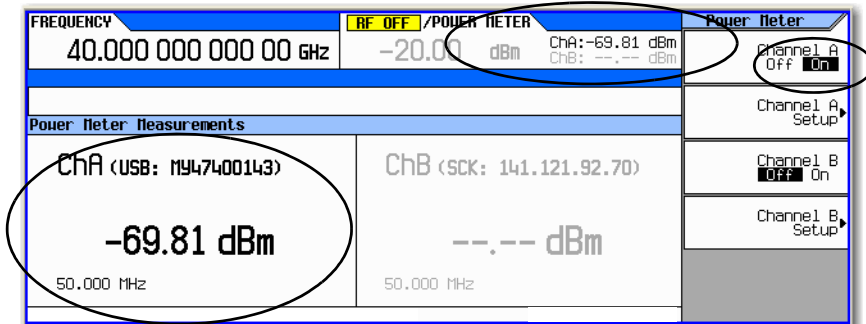 FREQUENCY
40.000 000 000 00 GHz
RF OFF /POWER METER
-20.00 dBm
ChA:-69.81 dBm
ChB: --.-- dBm
Power Meter Measurements
ChA (USB: MY47400143)
-69.81 dBm
50.000 MHz
ChB (SCK: 141.121.92.70)
--.-- dBm
50.000 MHz
Power Meter
Channel A
Off On
Channel A
Setup
Channel B
Off On
Channel B
Setup